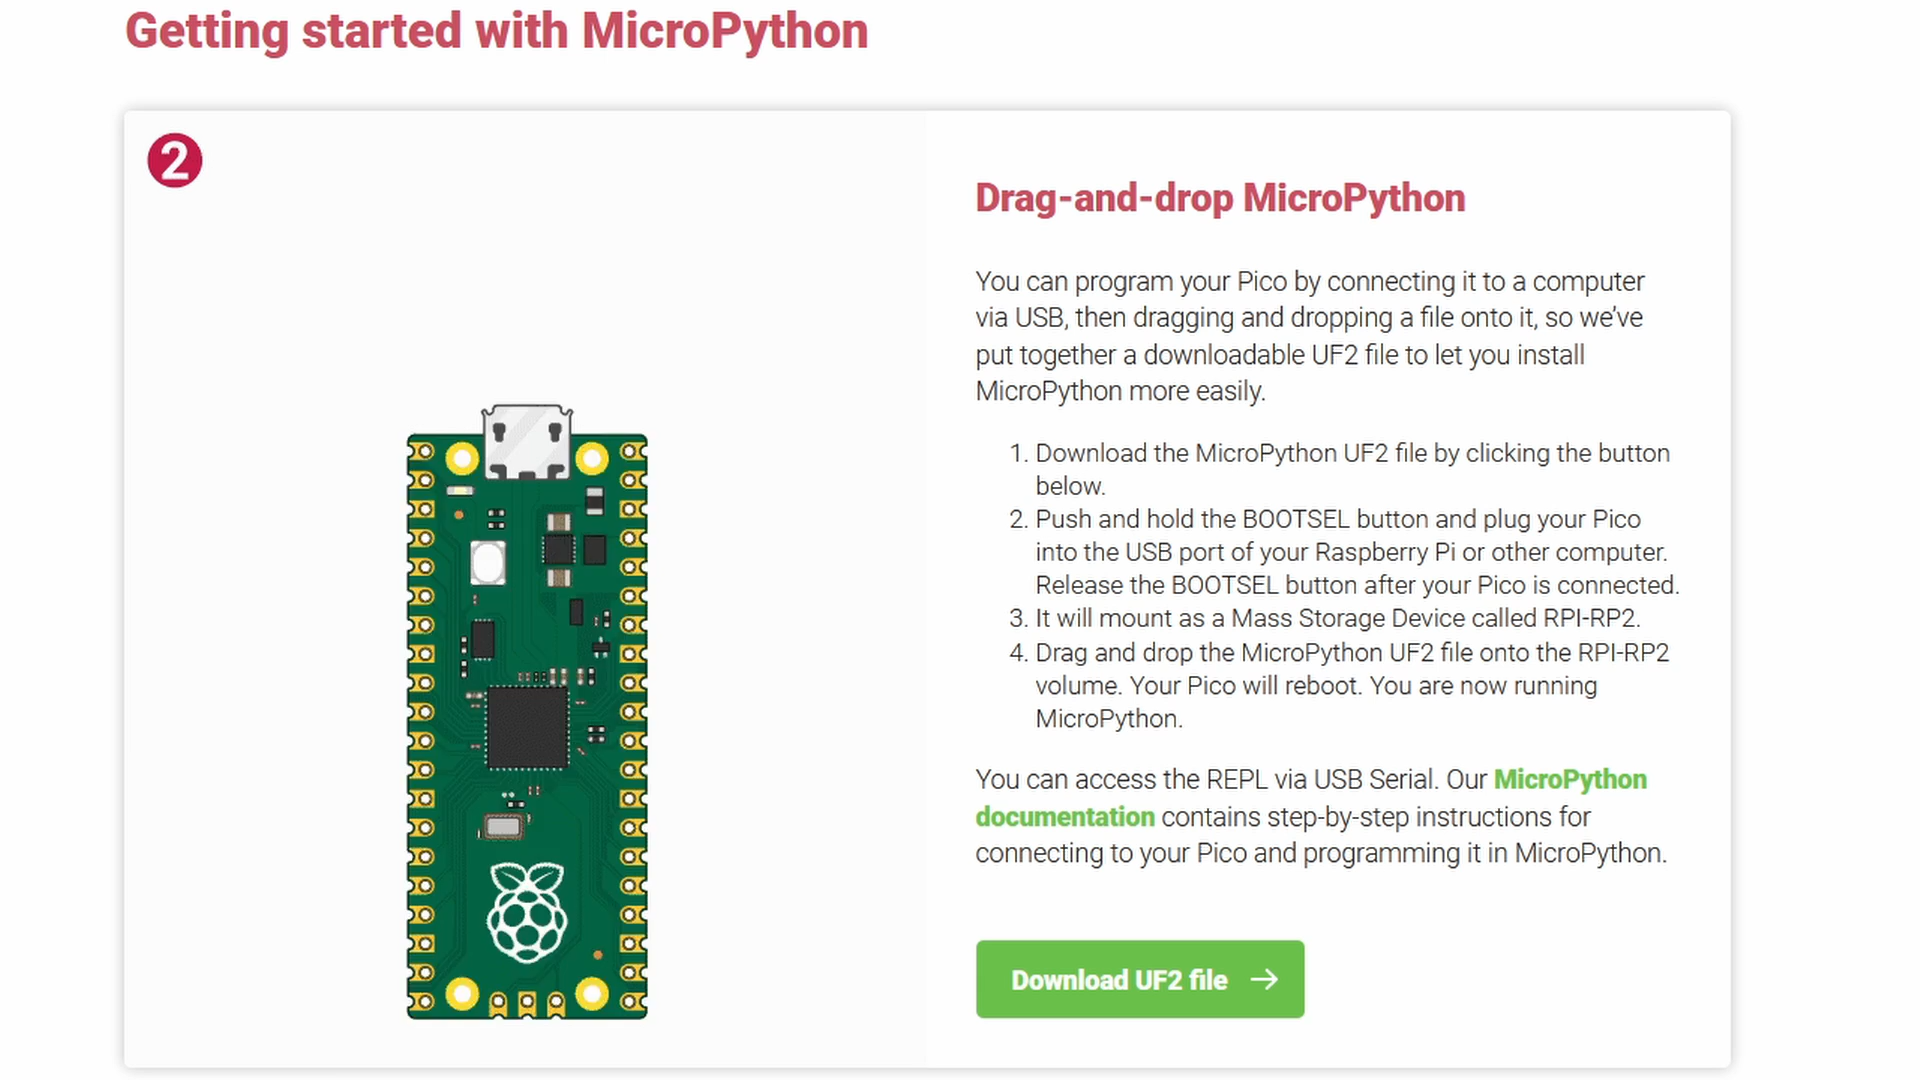 Getting started with MicroPython
2
Drag-and-drop MicroPython
You can program your Pico by connecting it to a computer
via USB, then dragging and dropping a file onto it, so we’ve
put together a downloadable UF2 file to let you install
MicroPython more easily.
1. Download the MicroPython UF2 file by clicking the button
below.
2. Push and hold the BOOTSEL button and plug your Pico
into the USB port of your Raspberry Pi or other computer.
Release the BOOTSEL button after your Pico is connected.
3. It will mount as a Mass Storage Device called RPI-RP2.
4. Drag and drop the MicroPython UF2 file onto the RPI-RP2
volume. Your Pico will reboot. You are now running
MicroPython.
You can access the REPL via USB Serial. Our MicroPython
documentation contains step-by-step instructions for
connecting to your Pico and programming it in MicroPython.
Download UF2 file →